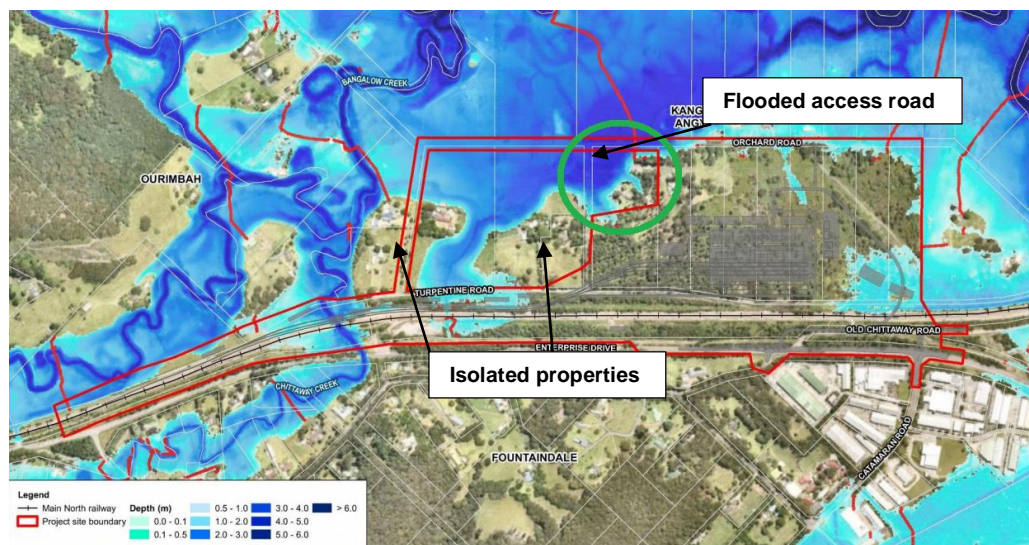 Flooded access road
BANGALOW CREEK
KANG
ANGY
ORCHARD ROAD
OURIMBAH
TURPENTINE ROAD
OLD CHITTAWAY ROAD
ENTERPRISE DRIVE
Isolated properties
CHITTAWAY CREEK
CATAMARAN ROAD
FOUNTAINDALE
Legend
Main North railway
Project site boundary
Depth (m)
0.0 - 0.1
0.1 - 0.5
0.5 - 1.0
1.0 - 2.0
2.0 - 3.0
3.0 - 4.0
4.0 - 5.0
5.0 - 6.0
> 6.0